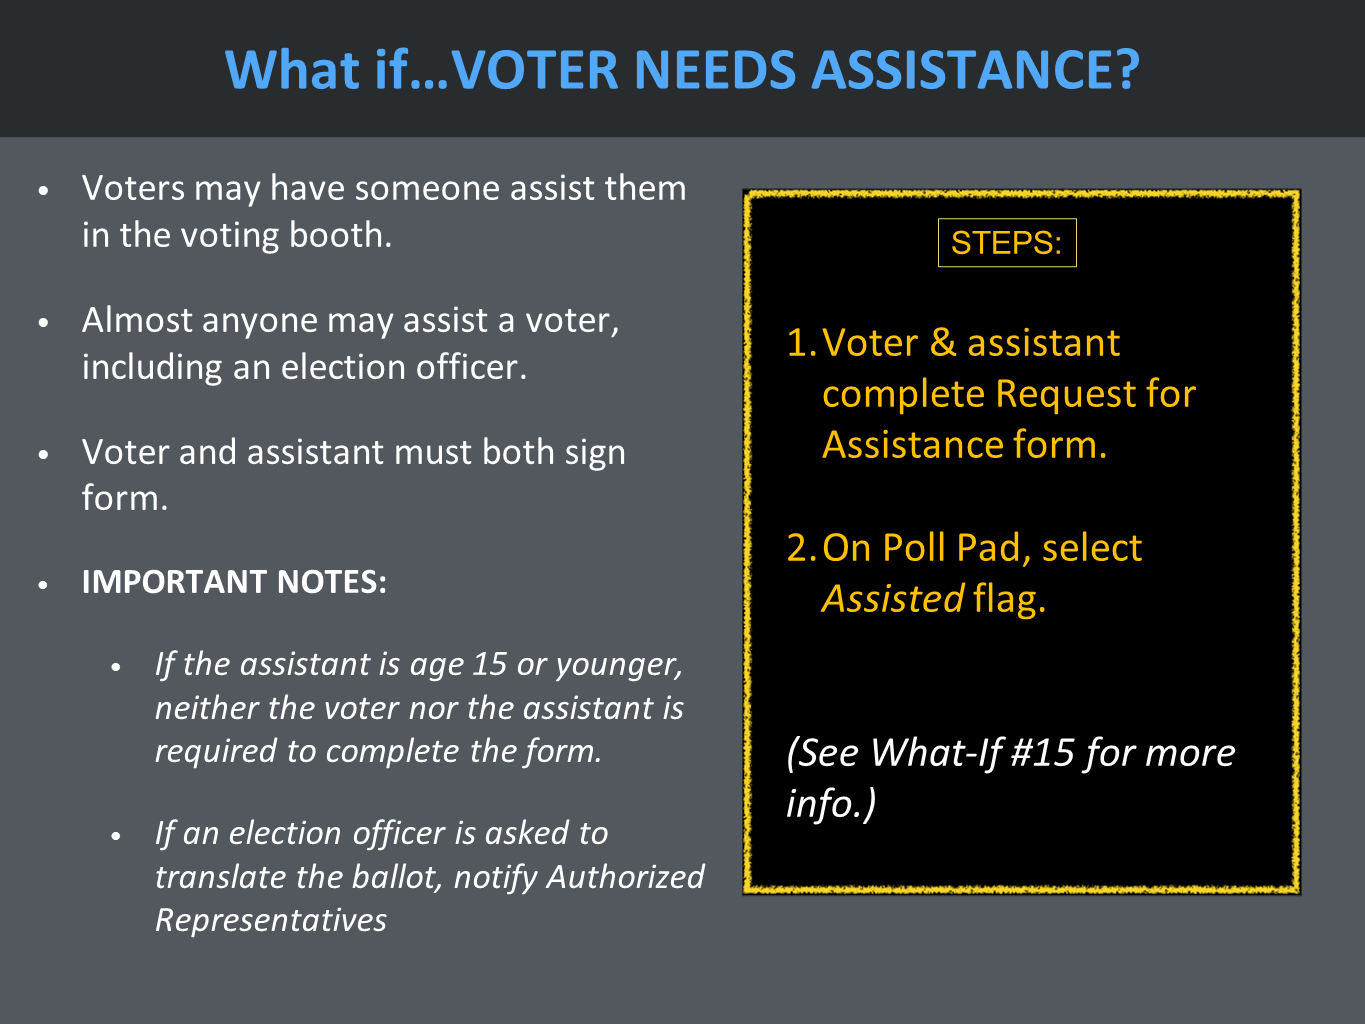 What if…VOTER NEEDS ASSISTANCE?
• Voters may have someone assist them
in the voting booth.
• Almost anyone may assist a voter,
including an election officer.
• Voter and assistant must both sign
form.
• IMPORTANT NOTES:
• If the assistant is age 15 or younger,
neither the voter nor the assistant is
required to complete the form.
• If an election officer is asked to
translate the ballot, notify Authorized
Representatives
STEPS:
1. Voter & assistant
complete Request for
Assistance form.
2. On Poll Pad, select
Assisted flag.
(See What-If #15 for more
info.)